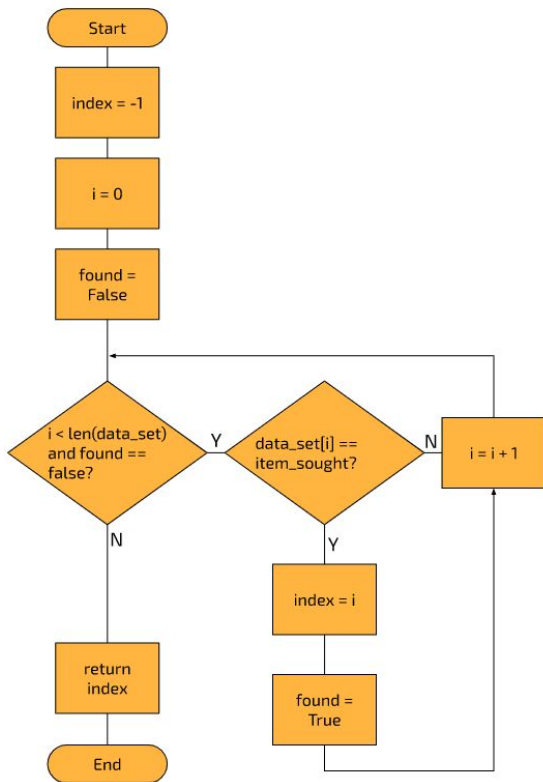 Start
index = -1
i = 0
found =
False
i < len(data_set)
and found ==
false?
Y
data_set[i] ==
item_sought?
N
i = i + 1
N
Y
index = i
return
index
found =
True
End